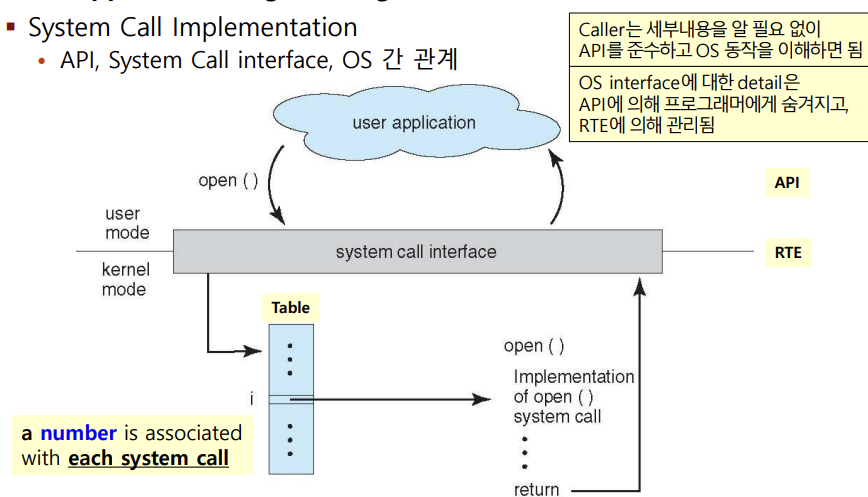 ▪ System Call Implementation
• API, System Call interface, OS 간 관계
Caller는 세부내용을 알 필요 없이
API를 준수하고 OS 동작을 이해하면 됨
OS interface에 대한 detail은
API에 의해 프로그래머에게 숨겨지고,
RTE에 의해 관리됨
user application
open ( )
API
user
mode
system call interface
RTE
kernel
mode
Table
open ( )
Implementation
of open ( )
system call
i
a number is associated
with each system call
return